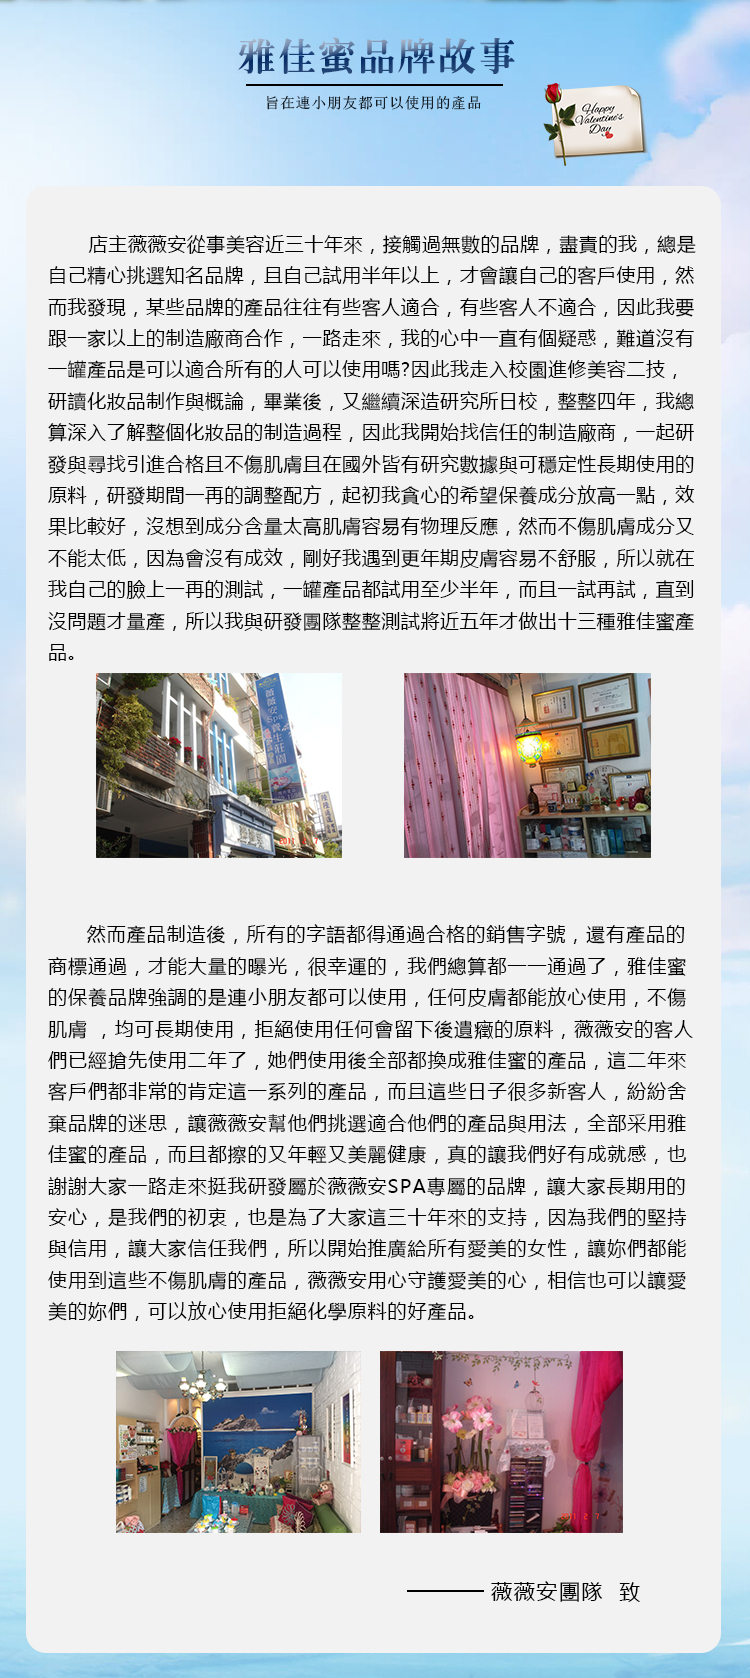 雅佳蜜品牌故事
旨在連小朋友都可以使用的產品
Happy
Valentine's
Day
店主薇薇安從事美容近三十年來，接觸過無數的品牌，盡責的我，總是
自己精心挑選知名品牌，且自己試用半年以上，才會讓自己的客戶使用，然
而我發現，某些品牌的產品往往有些客人適合，有些客人不適合，因此我要
跟一家以上的制造廠商合作，一路走來，我的心中一直有個疑惑，難道沒有
一罐產品是可以適合所有的人可以使用嗎?因此我走入校園進修美容二技，
研讀化妝品制作與概論，畢業後，又繼續深造研究所日校，整整四年，我總
算深入了解整個化妝品的制造過程，因此我開始找信任的制造廠商，一起研
發與尋找引進合格且不傷肌膚且在國外皆有研究數據與可穩定性長期使用的
原料，研發期間一再的調整配方，起初我貪心的希望保養成分放高一點，效
果比較好，沒想到成分含量太高肌膚容易有物理反應，然而不傷肌膚成分又
不能太低，因為會沒有成效，剛好我遇到更年期皮膚容易不舒服，所以就在
我自己的臉上一再的測試，一罐產品都試用至少半年，而且一試再試，直到
沒問題才量產，所以我與研發團隊整整測試將近五年才做出十三種雅佳蜜產
品。
薇薇安Spa養生莊園
然而產品制造後，所有的字語都得通過合格的銷售字號，還有產品的
商標通過，才能大量的曝光，很幸運的，我們總算都一一通過了，雅佳蜜
的保養品牌強調的是連小朋友都可以使用，任何皮膚都能放心使用，不傷
肌膚 ，均可長期使用，拒絕使用任何會留下後遺癥的原料，薇薇安的客人
們已經搶先使用二年了，她們使用後全部都換成雅佳蜜的產品，這二年來
客戶們都非常的肯定這一系列的產品，而且這些日子很多新客人，紛紛舍
棄品牌的迷思，讓薇薇安幫他們挑選適合他們的產品與用法，全部采用雅
佳蜜的產品，而且都擦的又年輕又美麗健康，真的讓我們好有成就感，也
謝謝大家一路走來挺我研發屬於薇薇安SPA專屬的品牌，讓大家長期用的
安心，是我們的初衷，也是為了大家這三十年來的支持，因為我們的堅持
與信用，讓大家信任我們，所以開始推廣給所有愛美的女性，讓妳們都能
使用到這些不傷肌膚的產品，薇薇安用心守護愛美的心，相信也可以讓愛
美的妳們，可以放心使用拒絕化學原料的好產品。
薇薇安團隊 致